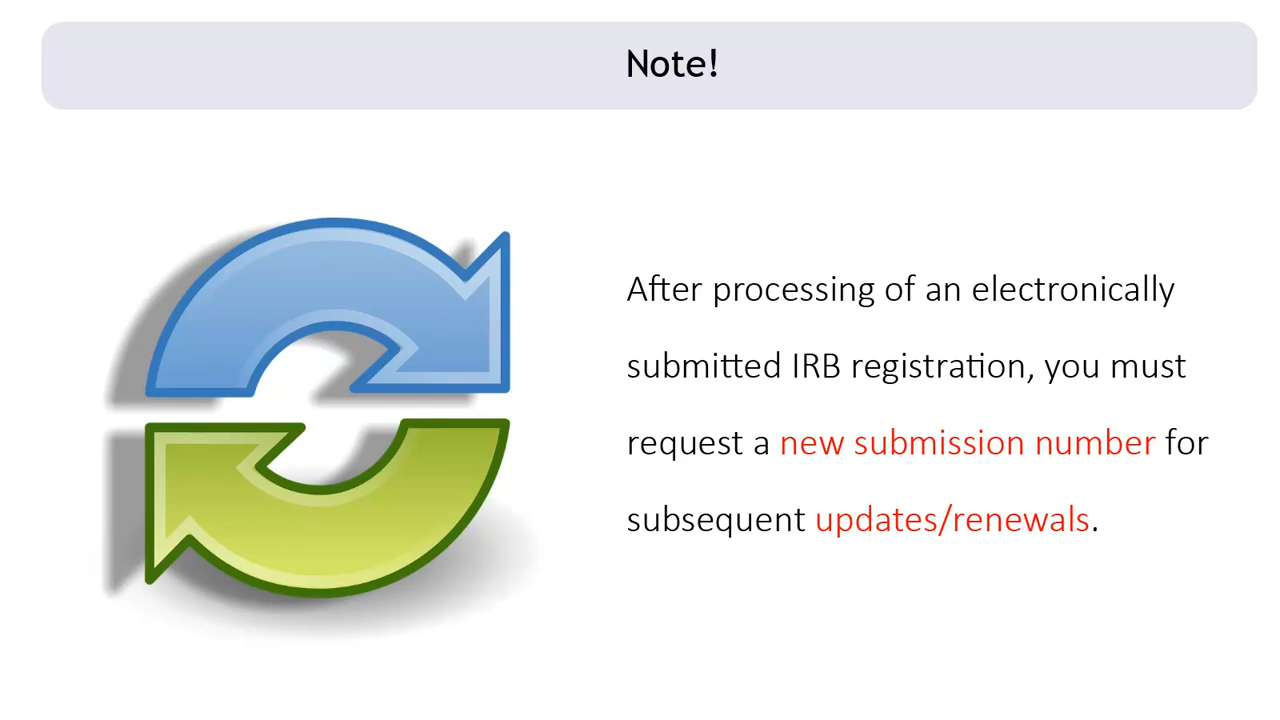 Note!
After processing of an electronically
submitted IRB registration, you must
request a new submission number for
subsequent updates/renewals.